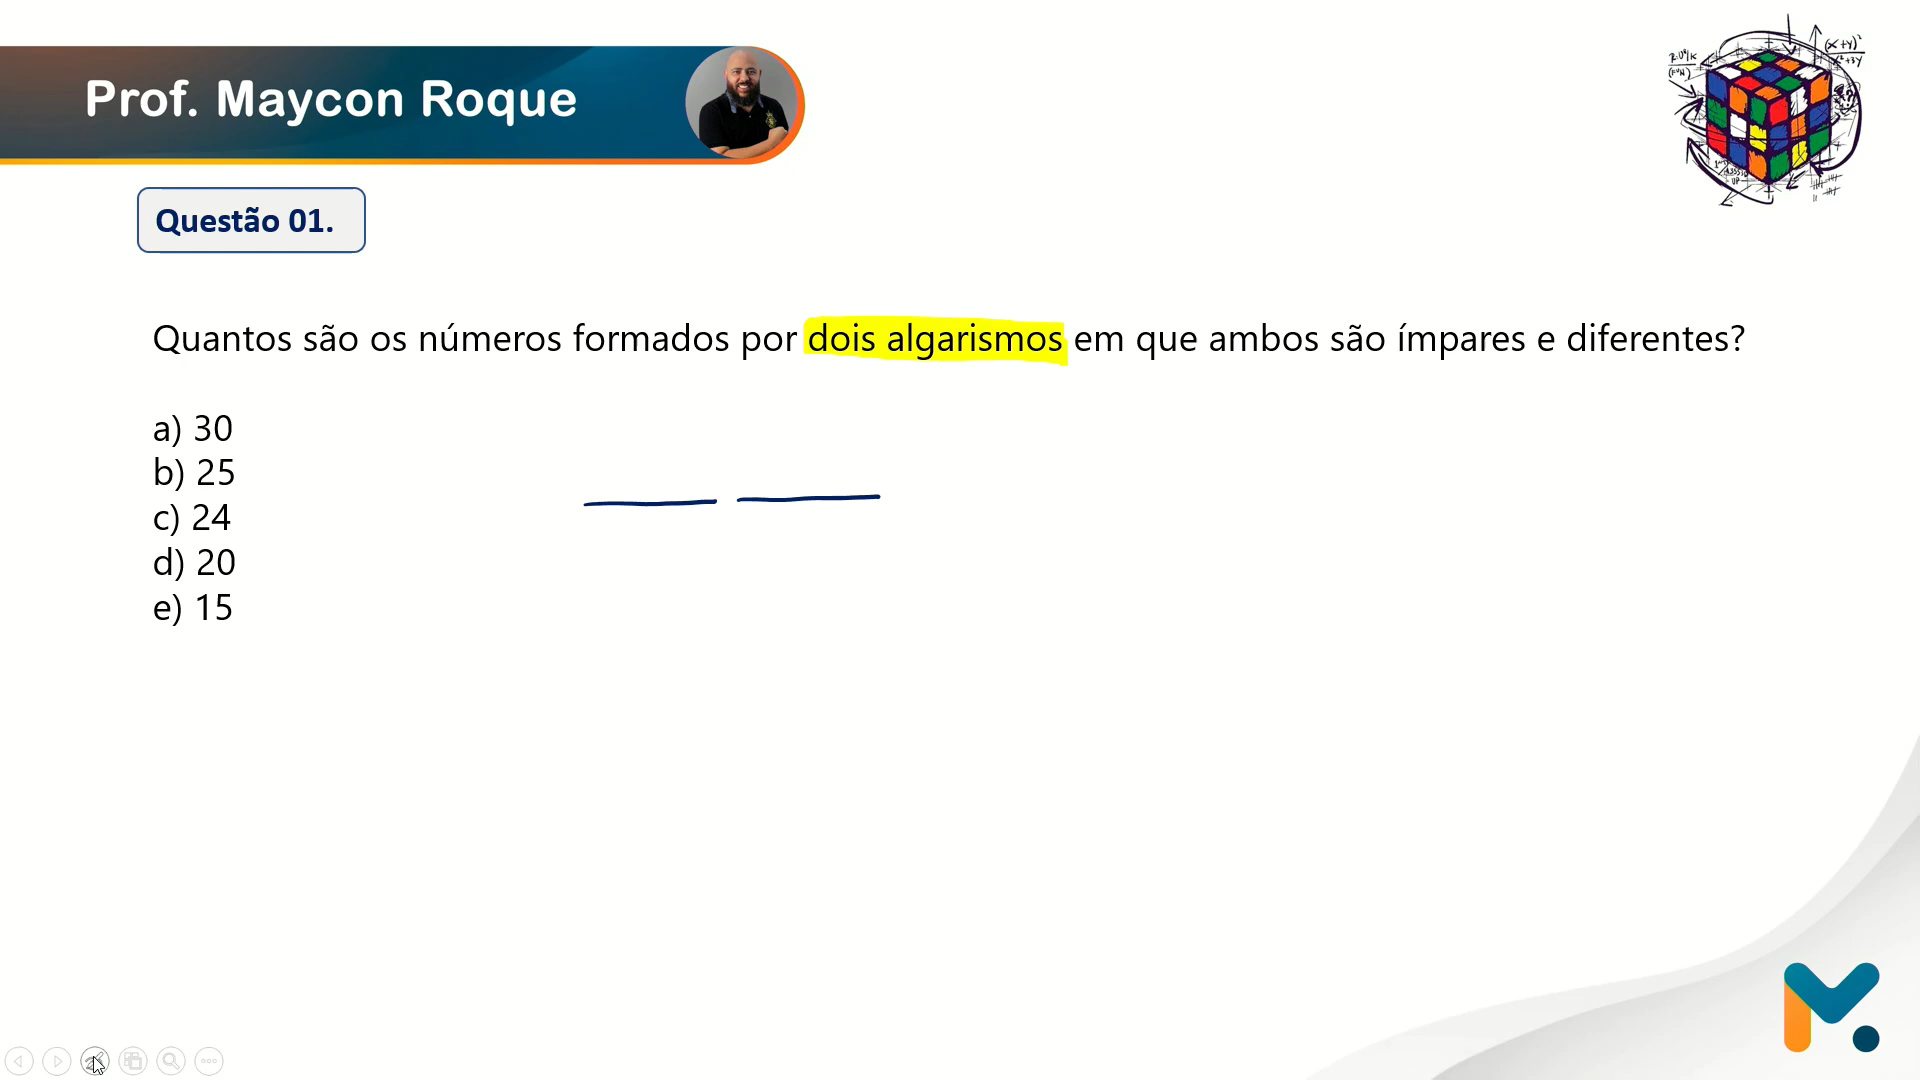 Prof. Maycon Roque
Questão 01.
Quantos são os números formados por dois algarismos em que ambos são ímpares e diferentes?
a) 30
b) 25
c) 24
d) 20
e) 15